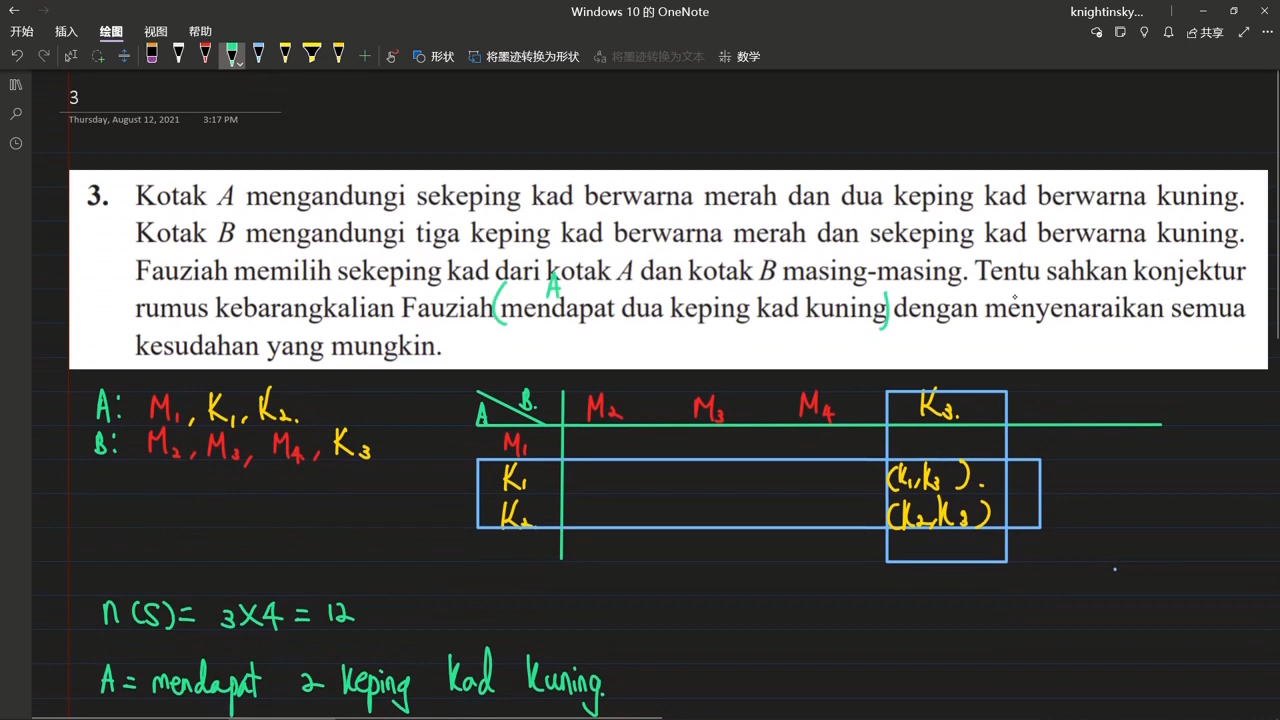 Windows 10 的 OneNote
knightinsky...
开始 插入 绘图 视图 帮助
共享
形状 将墨迹转换为形状 将墨迹转换为文本 数学
3
Thursday, August 12, 2021 3:17 PM
3. Kotak A mengandungi sekeping kad berwarna merah dan dua keping kad berwarna kuning.
Kotak B mengandungi tiga keping kad berwarna merah dan sekeping kad berwarna kuning.
Fauziah memilih sekeping kad dari kotak A dan kotak B masing-masing. Tentu sahkan konjektur
A
rumus kebarangkalian Fauziah (mendapat dua keping kad kuning) dengan menyenaraikan semua
kesudahan yang mungkin.
A: M₁, K₁, K₂.
B: M₂, M₃, M₄, K₃
A B. M₂ M₃ M₄ K₃.
M₁
K₁ (K₁,K₃ ).
K₂ (K₂,K₃)
n(S)= 3X4 = 12
A = mendapat 2 keping kad kuning.